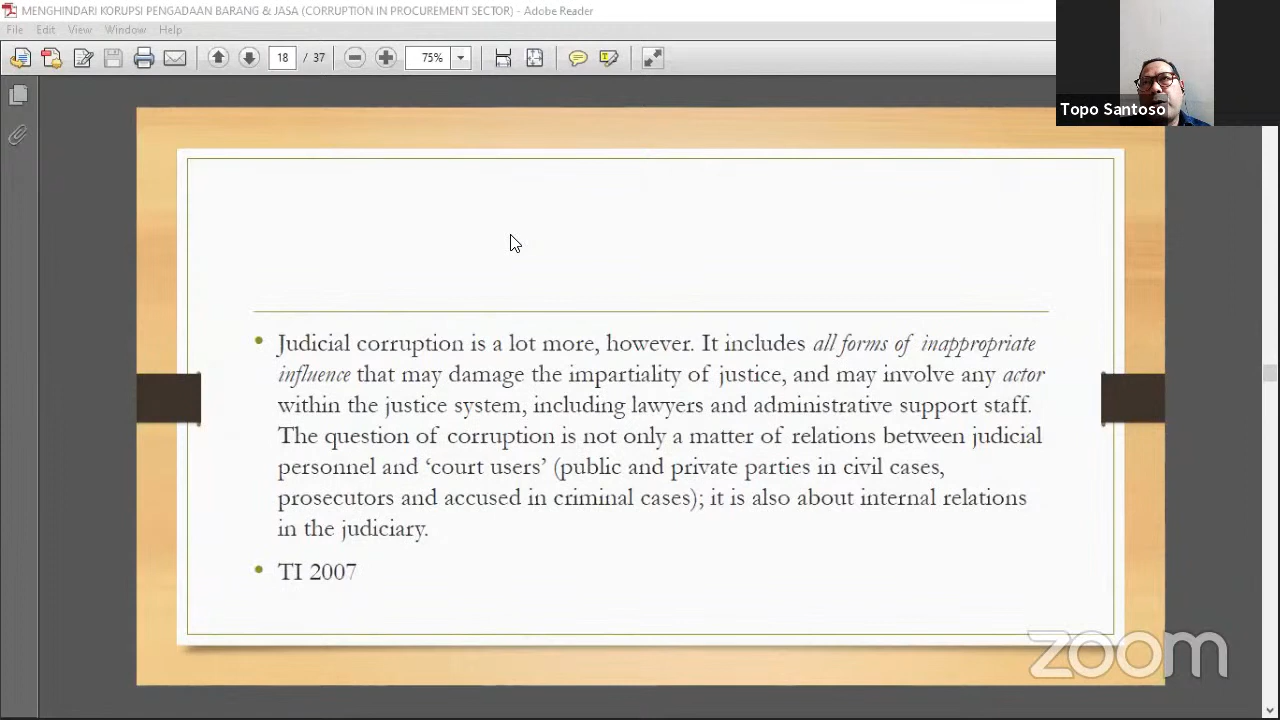 MENGHINDARI KORUPSI PENGADAAN BARANG & JASA (CORRUPTION IN PROCUREMENT SECTOR) - Adobe Reader
File Edit View Window Help
18 / 37 75%
Topo Santoso
• Judicial corruption is a lot more, however. It includes all forms of inappropriate
influence that may damage the impartiality of justice, and may involve any actor
within the justice system, including lawyers and administrative support staff.
The question of corruption is not only a matter of relations between judicial
personnel and ‘court users’ (public and private parties in civil cases,
prosecutors and accused in criminal cases); it is also about internal relations
in the judiciary.
• TI 2007
zoom